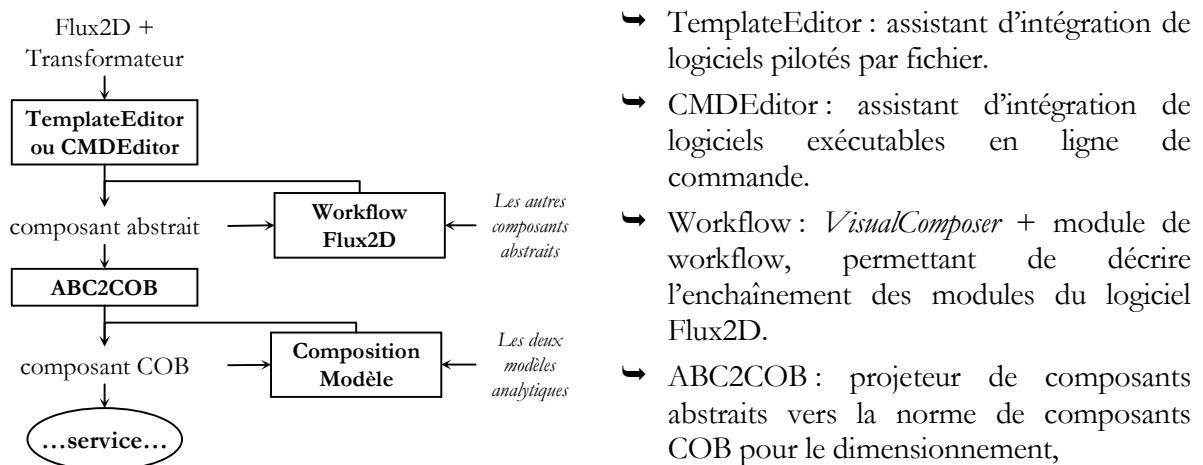 Flux2D +
Transformateur
TemplateEditor
ou CMDEditor
composant abstrait
Workflow
Flux2D
Les autres
composants
abstraits
ABC2COB
composant COB
Composition
Modèle
Les deux
modèles
analytiques
…service…
➥ TemplateEditor : assistant d’intégration de
logiciels pilotés par fichier.
➥ CMDEditor : assistant d’intégration de
logiciels exécutables en ligne de
commande.
➥ Workflow : VisualComposer + module de
workflow, permettant de décrire
l’enchaînement des modules du logiciel
Flux2D.
➥ ABC2COB : projeteur de composants
abstraits vers la norme de composants
COB pour le dimensionnement,